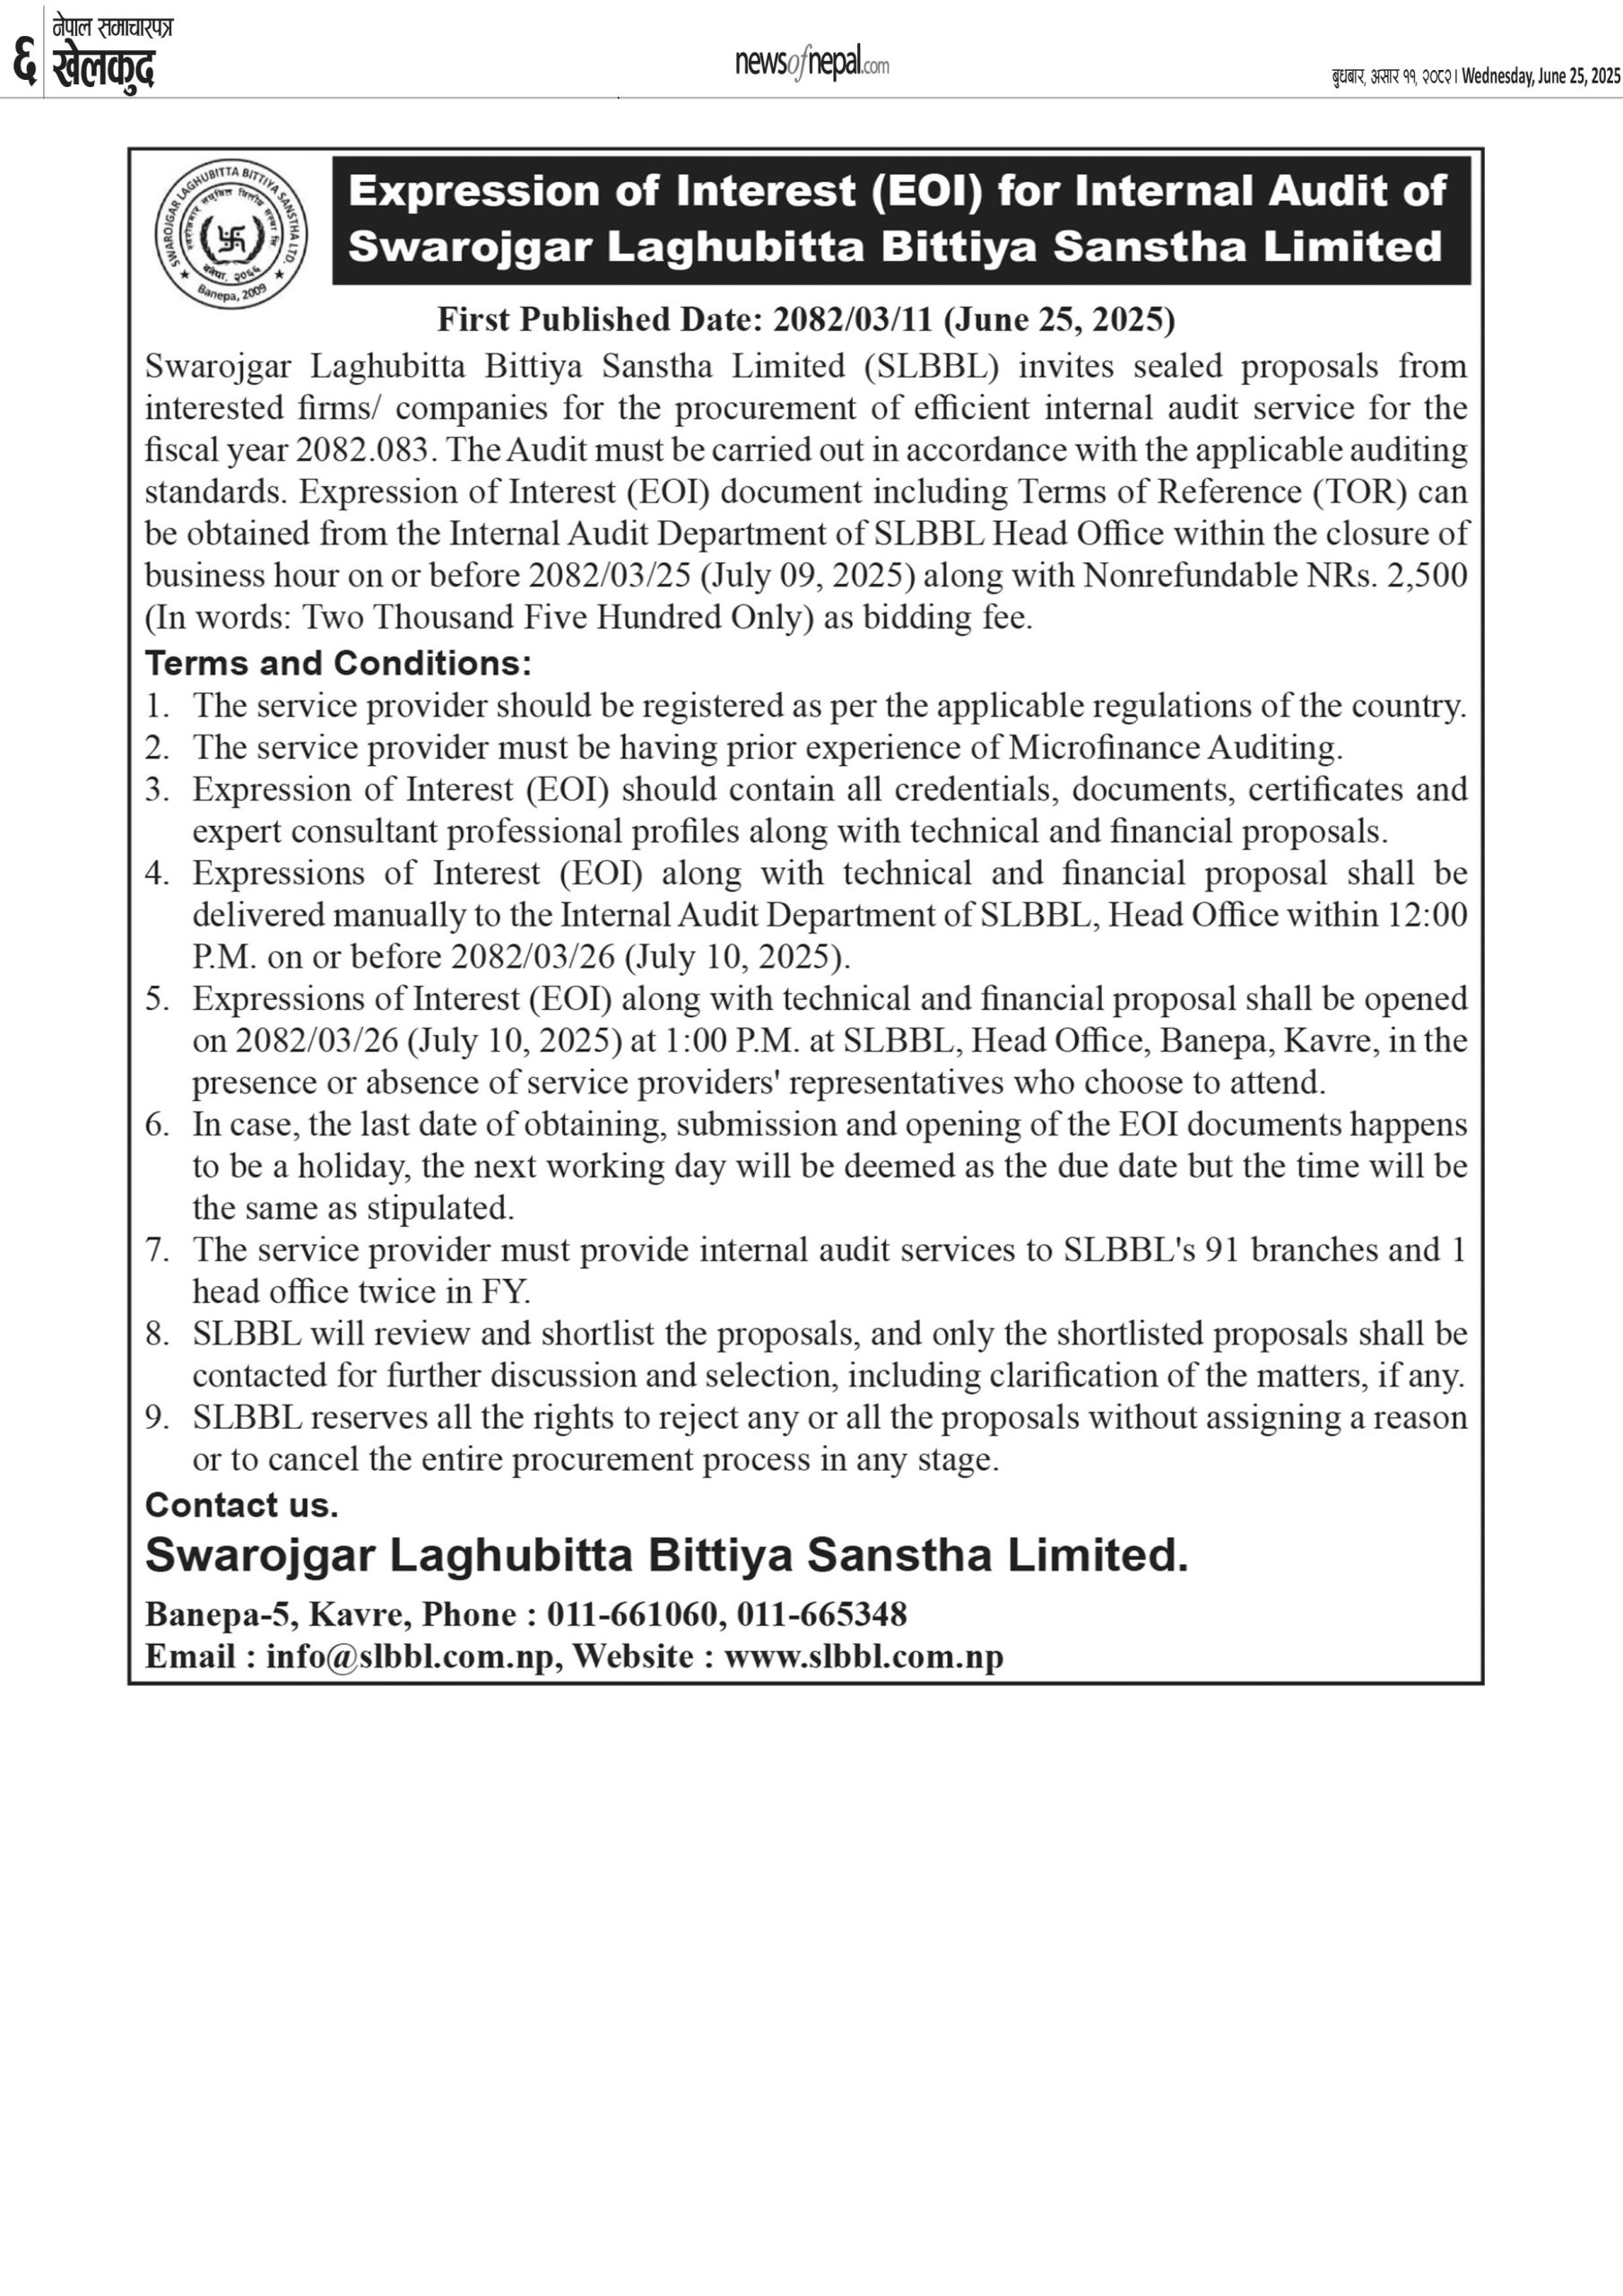 ६
नेपाल समाचारपत्र
खेलकुद
newsofnepal.com
बुधबार, असार ११, २०८२। Wednesday, June 25, 2025
SWAROJGAR LAGHUBITTA BITTIYA SANSTHA LTD.
स्वरोजगार लघुवित्त वित्तीय संस्था लि.
बनेपा, २०६६
Banepa, 2009
Expression of Interest (EOI) for Internal Audit of
Swarojgar Laghubitta Bittiya Sanstha Limited
First Published Date: 2082/03/11 (June 25, 2025)
Swarojgar Laghubitta Bittiya Sanstha Limited (SLBBL) invites sealed proposals from
interested firms/ companies for the procurement of efficient internal audit service for the
fiscal year 2082.083. The Audit must be carried out in accordance with the applicable auditing
standards. Expression of Interest (EOI) document including Terms of Reference (TOR) can
be obtained from the Internal Audit Department of SLBBL Head Office within the closure of
business hour on or before 2082/03/25 (July 09, 2025) along with Nonrefundable NRs. 2,500
(In words: Two Thousand Five Hundred Only) as bidding fee.
Terms and Conditions:
1. The service provider should be registered as per the applicable regulations of the country.
2. The service provider must be having prior experience of Microfinance Auditing.
3. Expression of Interest (EOI) should contain all credentials, documents, certificates and
expert consultant professional profiles along with technical and financial proposals.
4. Expressions of Interest (EOI) along with technical and financial proposal shall be
delivered manually to the Internal Audit Department of SLBBL, Head Office within 12:00
P.M. on or before 2082/03/26 (July 10, 2025).
5. Expressions of Interest (EOI) along with technical and financial proposal shall be opened
on 2082/03/26 (July 10, 2025) at 1:00 P.M. at SLBBL, Head Office, Banepa, Kavre, in the
presence or absence of service providers' representatives who choose to attend.
6. In case, the last date of obtaining, submission and opening of the EOI documents happens
to be a holiday, the next working day will be deemed as the due date but the time will be
the same as stipulated.
7. The service provider must provide internal audit services to SLBBL's 91 branches and 1
head office twice in FY.
8. SLBBL will review and shortlist the proposals, and only the shortlisted proposals shall be
contacted for further discussion and selection, including clarification of the matters, if any.
9. SLBBL reserves all the rights to reject any or all the proposals without assigning a reason
or to cancel the entire procurement process in any stage.
Contact us.
Swarojgar Laghubitta Bittiya Sanstha Limited.
Banepa-5, Kavre, Phone : 011-661060, 011-665348
Email : info@slbbl.com.np, Website : www.slbbl.com.np